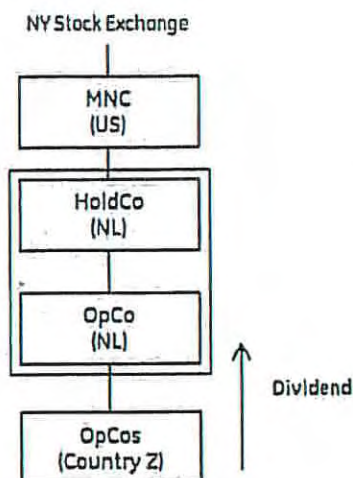 NY Stock Exchange
MNC
(US)
HoldCo
(NL)
OpCo
(NL)
Dividend
OpCos
(Country Z)